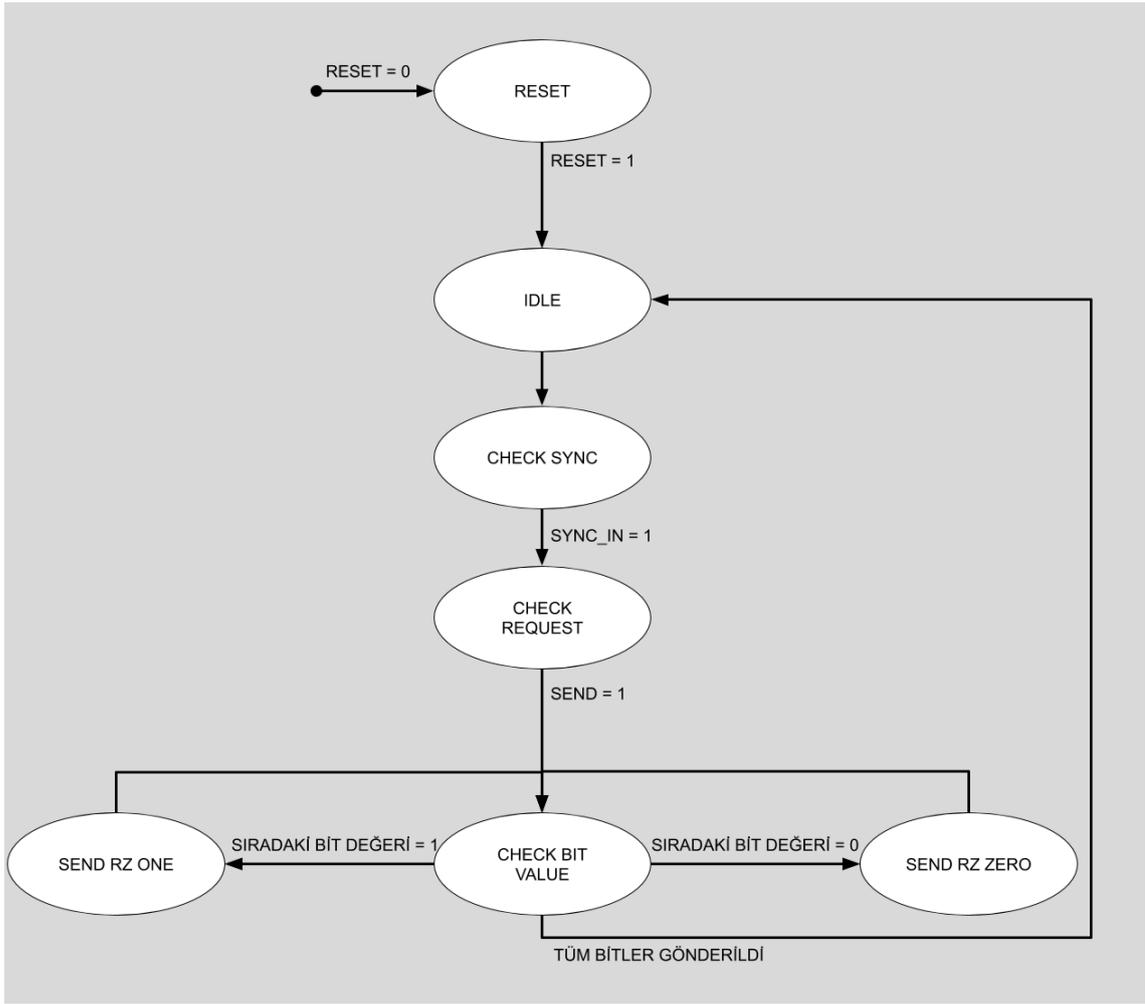 RESET = 0
RESET
RESET = 1
IDLE
CHECK SYNC
SYNC_IN = 1
CHECK
REQUEST
SEND = 1
SEND RZ ONE
SIRADAKİ BİT DEĞERİ = 1
CHECK BIT
VALUE
SIRADAKİ BİT DEĞERİ = 0
SEND RZ ZERO
TÜM BİTLER GÖNDERİLDİ